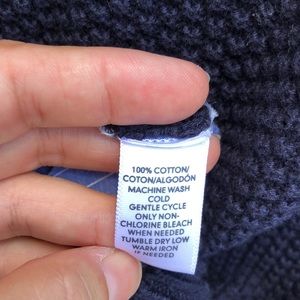 100% COTTON/
COTON/ALGODÓN
MACHINE WASH
COLD
GENTLE CYCLE
ONLY NON-
CHLORINE BLEACH
WHEN NEEDED
TUMBLE DRY LOW
WARM IRON
IF NEEDED